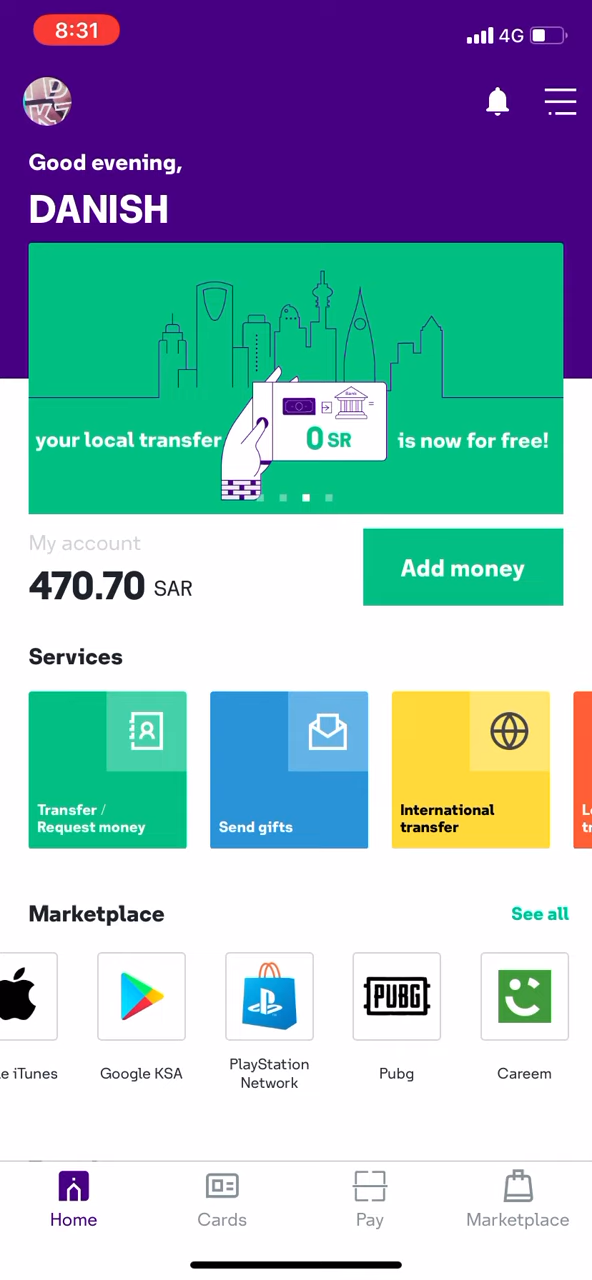 8:31
4G
Good evening,
DANISH
Bank
your local transfer
0 SR
is now for free!
My account
470.70 SAR
Add money
Services
Transfer /
Request money
Send gifts
International
transfer
Marketplace
See all
PUBG
e iTunes
Google KSA
PlayStation
Network
Pubg
Careem
Home
Cards
Pay
Marketplace